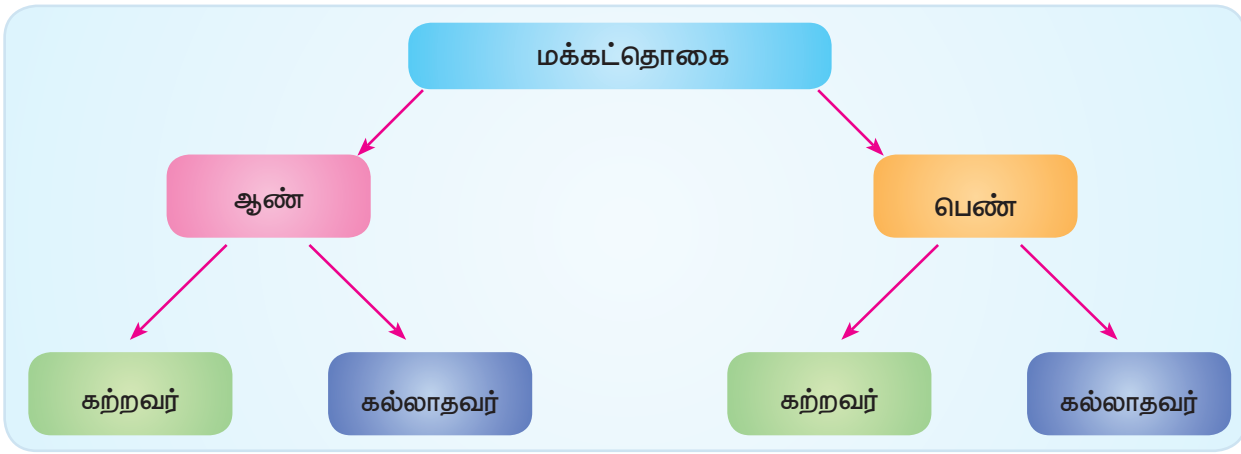 மக்கட்தொகை
ஆண்
பெண்
கற்றவர்
கல்லாதவர்
கற்றவர்
கல்லாதவர்